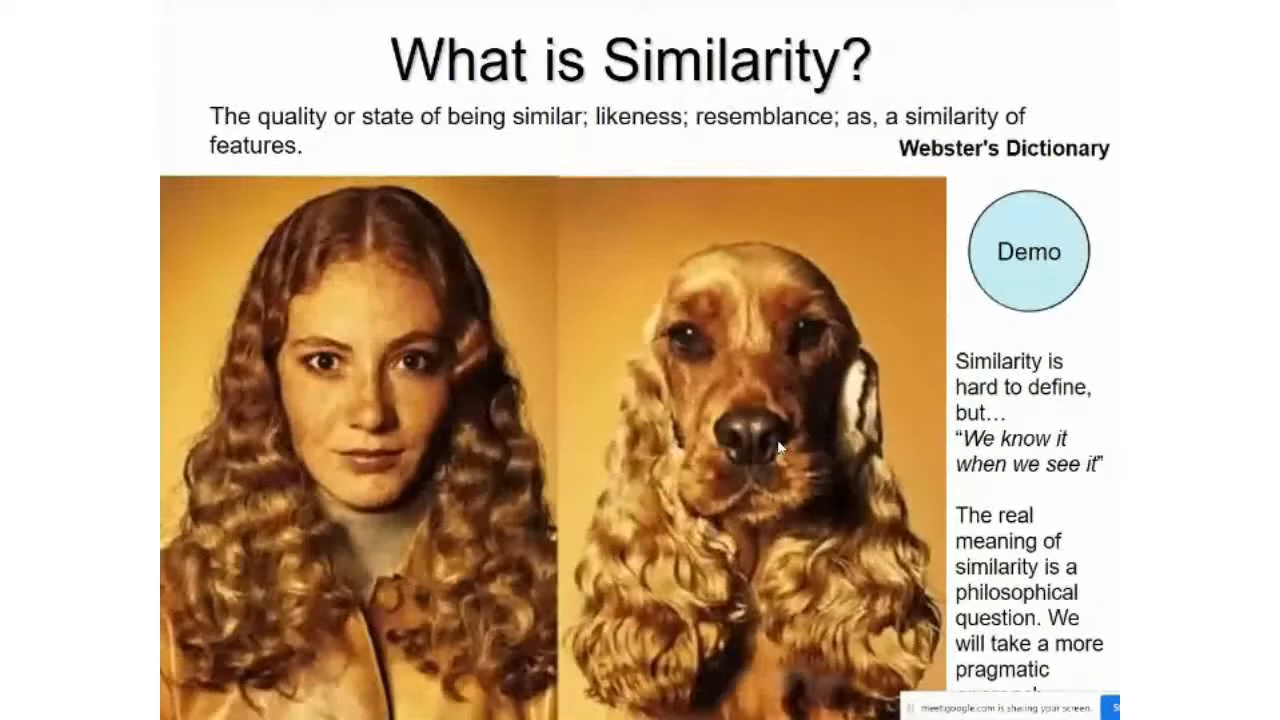 What is Similarity?
The quality or state of being similar; likeness; resemblance; as, a similarity of
features.
Webster's Dictionary
Demo
Similarity is
hard to define,
but…
“We know it
when we see it”
The real
meaning of
similarity is a
philosophical
question. We
will take a more
pragmatic
meet.google.com is sharing your screen.